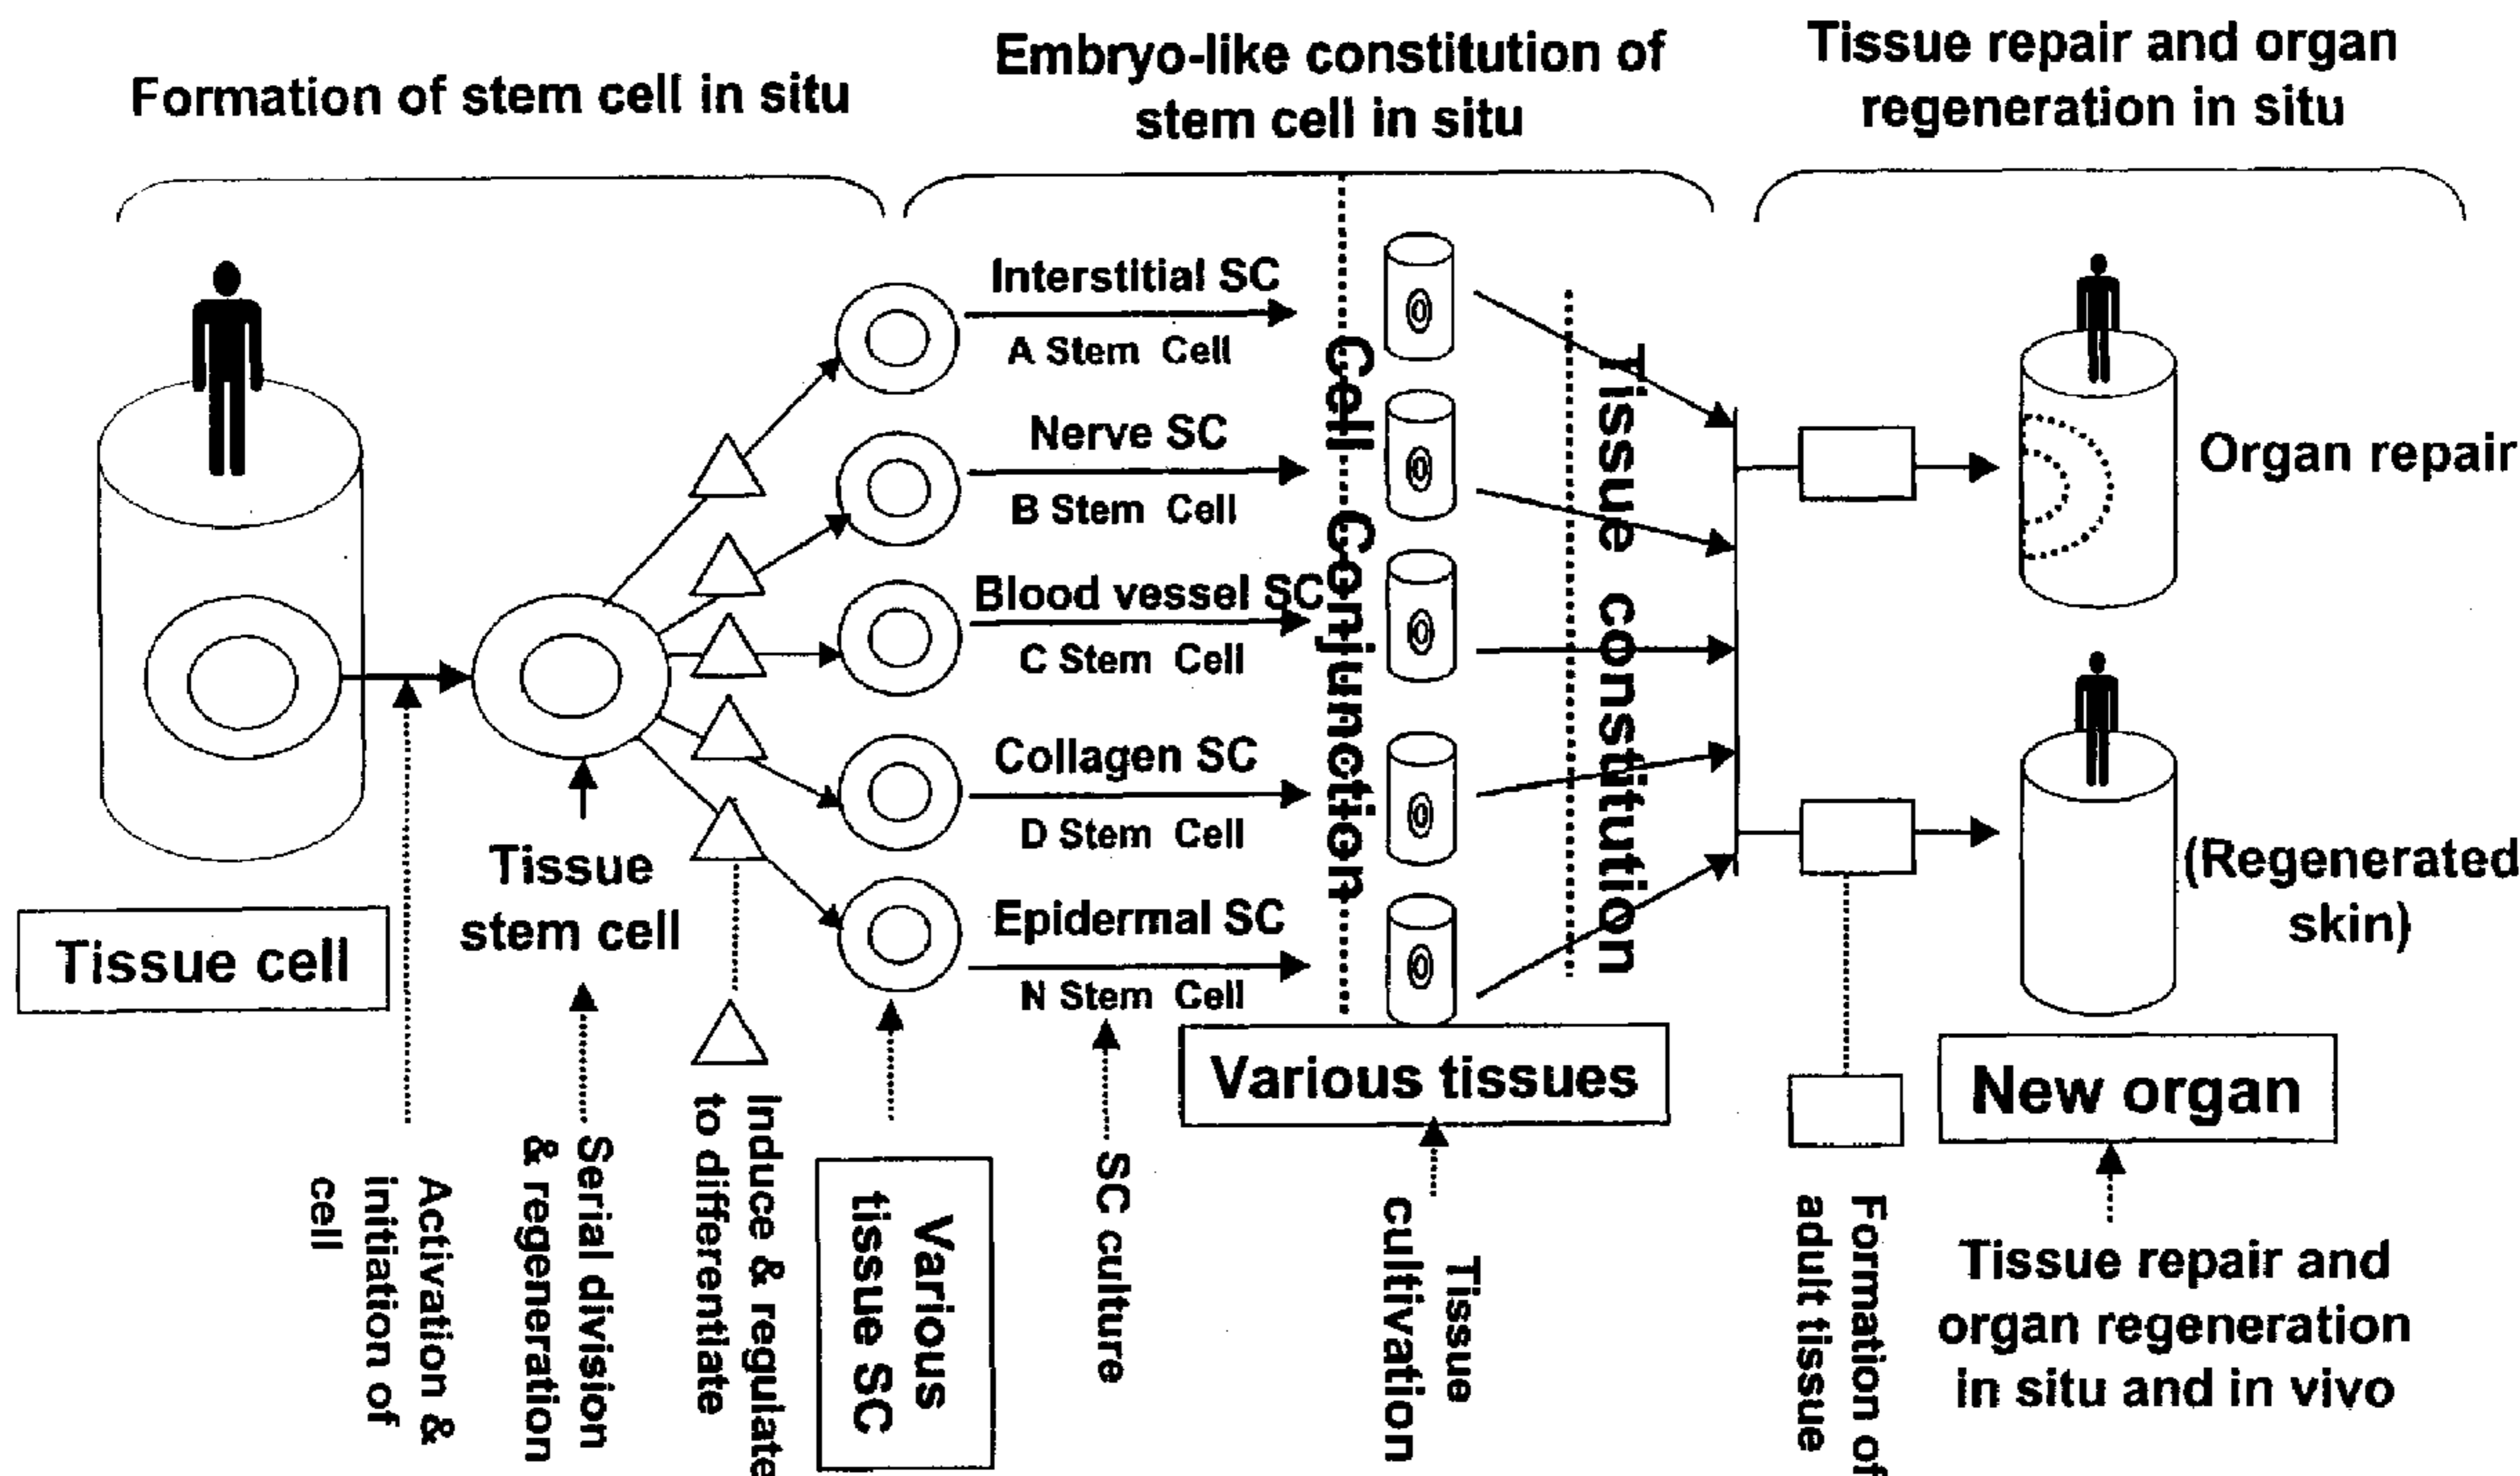 Formation of stem cell in situ
Embryo-like constitution of
stem cell in situ
Tissue repair and organ
regeneration in situ
Interstitial SC
A Stem Cell
Nerve SC
B Stem Cell
Blood vessel SC
C Stem Cell
Collagen SC
D Stem Cell
Epidermal SC
N Stem Cell
Cell Conjunction
Tissue constitution
Organ repair
(Regenerated
skin)
Tissue cell
Tissue
stem cell
Various tissues
New organ
Activation &
initiation of
cell
Serial division
& regeneration
Induce & regulate
to differentiate
Various
tissue SC
SC culture
Tissue
cultivation
Formation of
adult tissue
Tissue repair and
organ regeneration
in situ and in vivo